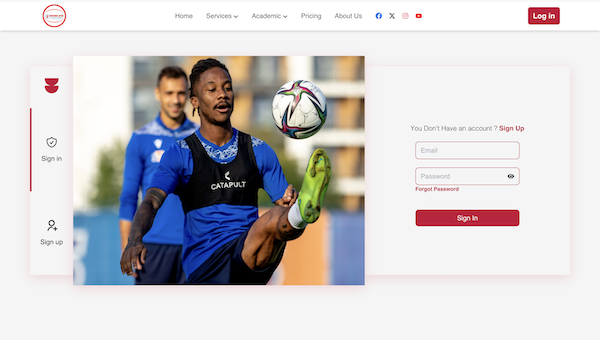 Home
Services
Academic
Pricing
About Us
Log in
Sign in
Sign up
CATAPULT
You Don't Have an account ? Sign Up
Email
Password
Forgot Password
Sign In